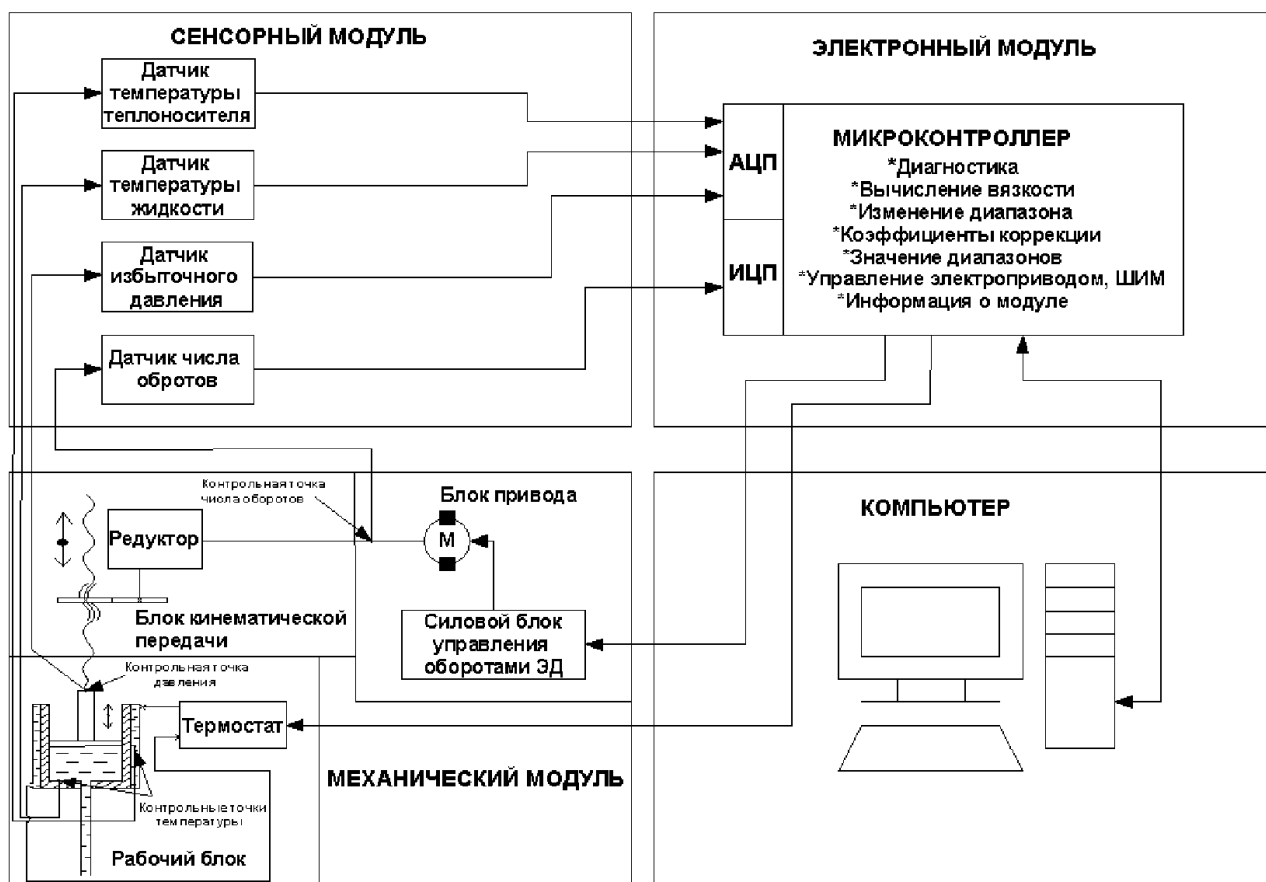 СЕНСОРНЫЙ МОДУЛЬ
Датчик
температуры
теплоносителя
Датчик
температуры
жидкости
Датчик
избыточного
давления
Датчик числа
обротов
ЭЛЕКТРОННЫЙ МОДУЛЬ
АЦП
ИЦП
МИКРОКОНТРОЛЛЕР
*Диагностика
*Вычисление вязкости
*Изменение диапазона
*Коэффициенты коррекции
*Значение диапазонов
*Управление электроприводом, ШИМ
*Информация о модуле
Контрольная точка
числа оборотов
Редуктор
Блок кинематической
передачи
Блок привода
М
Силовой блок
управления
оборотами ЭД
Контрольная точка
давления
Термостат
Контрольные точки
температуры
Рабочий блок
МЕХАНИЧЕСКИЙ МОДУЛЬ
КОМПЬЮТЕР